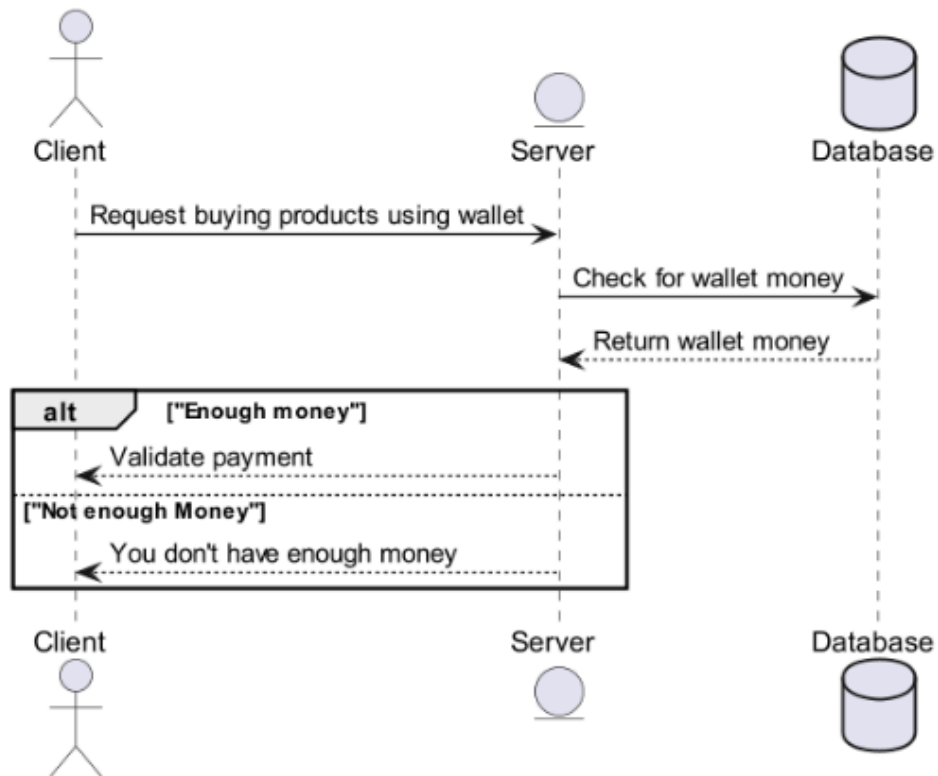 Client
Server
Database
Request buying products using wallet
Check for wallet money
Return wallet money
alt
["Enough money"]
Validate payment
["Not enough Money"]
You don't have enough money
Client
Server
Database